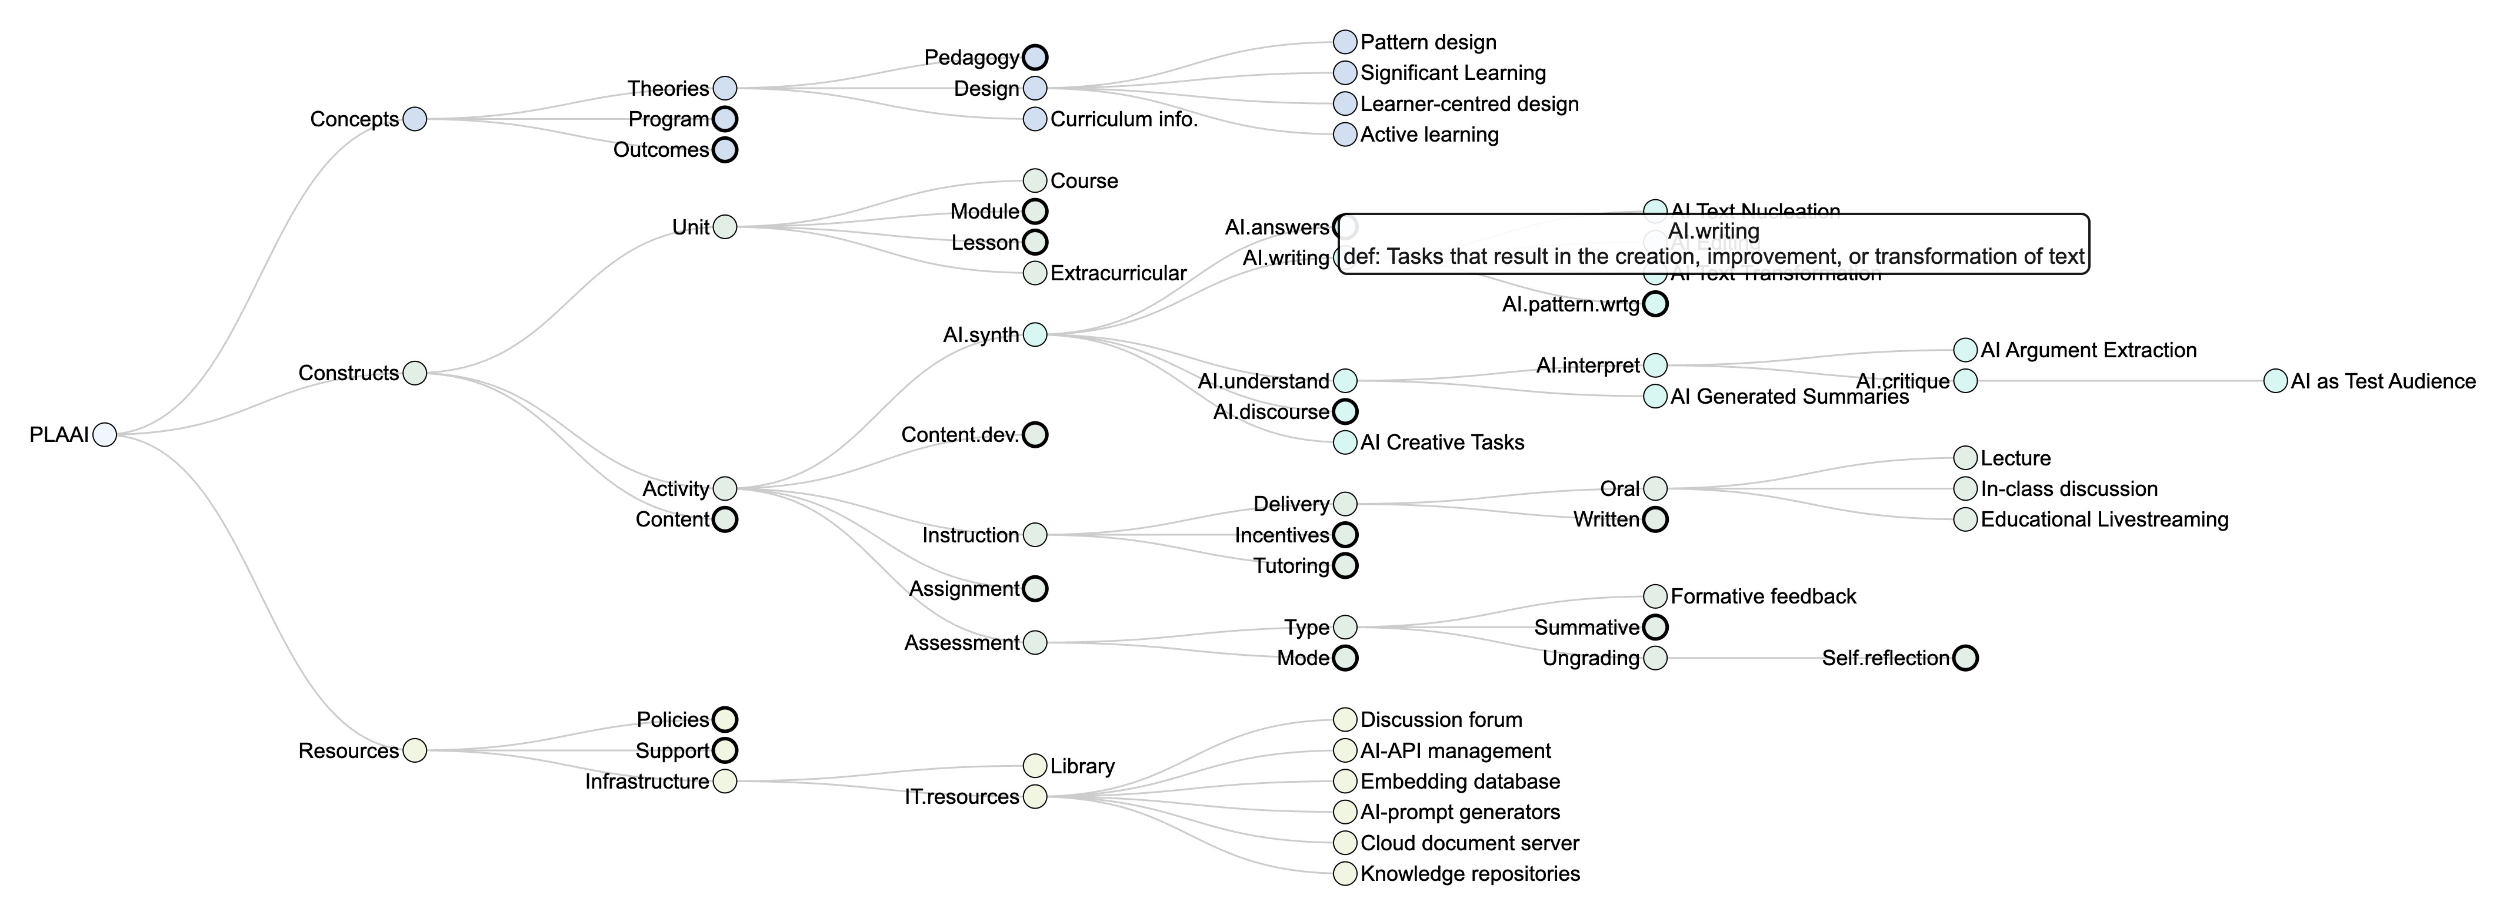 PLAAI
Concepts
Theories
Pedagogy
Design
Pattern design
Significant Learning
Learner-centred design
Active learning
Curriculum info.
Program
Outcomes
Constructs
Unit
Course
Module
Lesson
Extracurricular
Activity
AI.synth
AI.answers
AI.writing
AI Text Nucleation
AI Editing
AI Text Transformation
AI.pattern.wrtg
AI.writing
def: Tasks that result in the creation, improvement, or transformation of text
AI.understand
AI.interpret
AI Argument Extraction
AI.critique
AI as Test Audience
AI Generated Summaries
AI.discourse
AI Creative Tasks
Content.dev.
Instruction
Delivery
Oral
Lecture
In-class discussion
Educational Livestreaming
Written
Incentives
Tutoring
Assignment
Assessment
Type
Formative feedback
Summative
Ungrading
Self.reflection
Mode
Content
Resources
Policies
Support
Infrastructure
Library
IT.resources
Discussion forum
AI-API management
Embedding database
AI-prompt generators
Cloud document server
Knowledge repositories